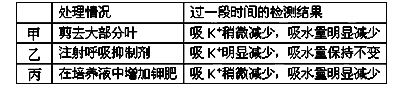 处理情况 过一段时间的检测结果
甲 剪去大部分叶 吸K⁺稍微减少，吸水量明显减少
乙 注射呼吸抑制剂 吸K⁺明显减少，吸水量保持不变
丙 在培养液中增加钾肥 吸K⁺稍微减少，吸水量明显减少